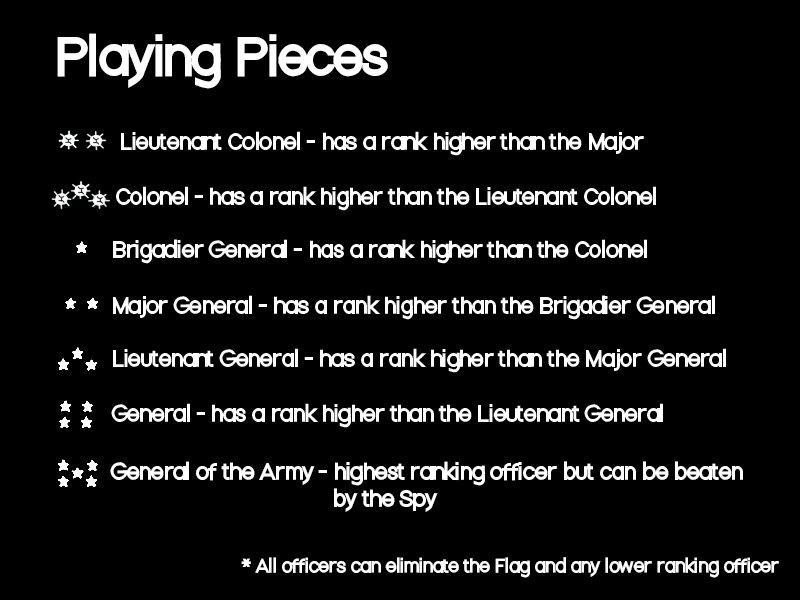 Playing Pieces
Lieutenant Colonel - has a rank higher than the Major
Colonel - has a rank higher than the Lieutenant Colonel
Brigadier General - has a rank higher than the Colonel
Major General - has a rank higher than the Brigadier General
Lieutenant General - has a rank higher than the Major General
General - has a rank higher than the Lieutenant General
General of the Army - highest ranking officer but can be beaten
by the Spy
* All officers can eliminate the Flag and any lower ranking officer